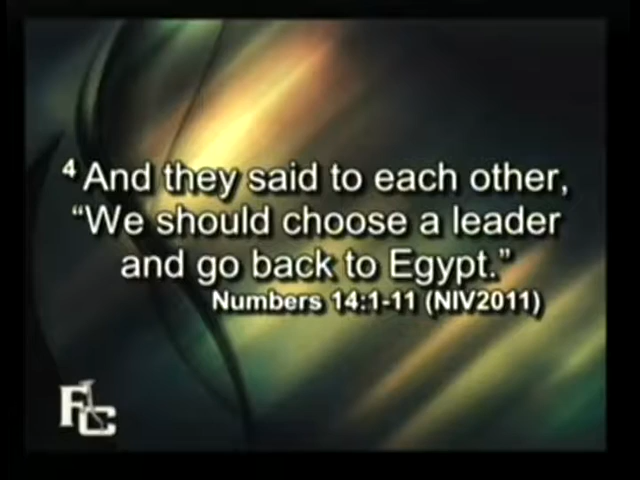 4 And they said to each other,
“We should choose a leader
and go back to Egypt.”
Numbers 14:1-11 (NIV2011)
FLC